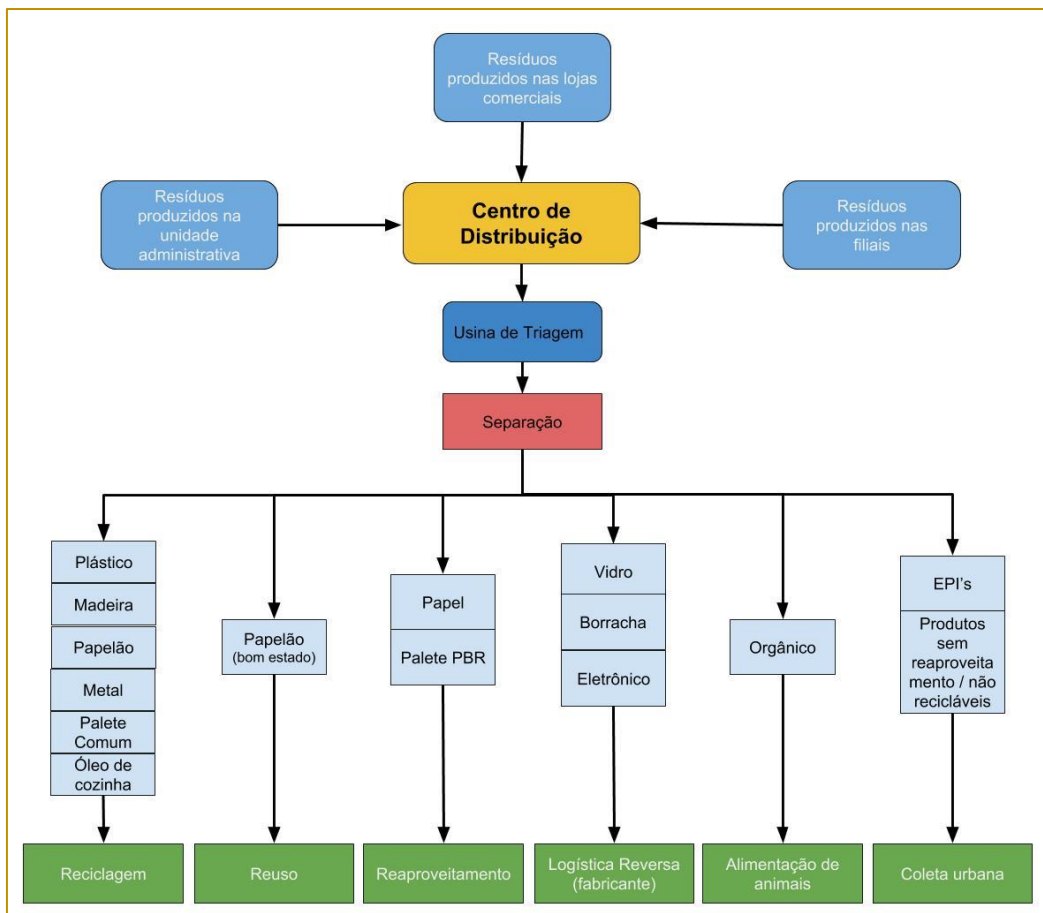 Resíduos
produzidos nas lojas
comerciais
Resíduos
produzidos na
unidade
administrativa
Centro de
Distribuição
Resíduos
produzidos nas
filiais
Usina de Triagem
Separação
Plástico
Madeira
Papelão
Metal
Palete
Comum
Óleo de
cozinha
Papelão
(bom estado)
Papel
Palete PBR
Vidro
Borracha
Eletrônico
Orgânico
EPI's
Produtos
sem
reaproveita
mento / não
recicláveis
Reciclagem
Reuso
Reaproveitamento
Logística Reversa
(fabricante)
Alimentação de
animais
Coleta urbana